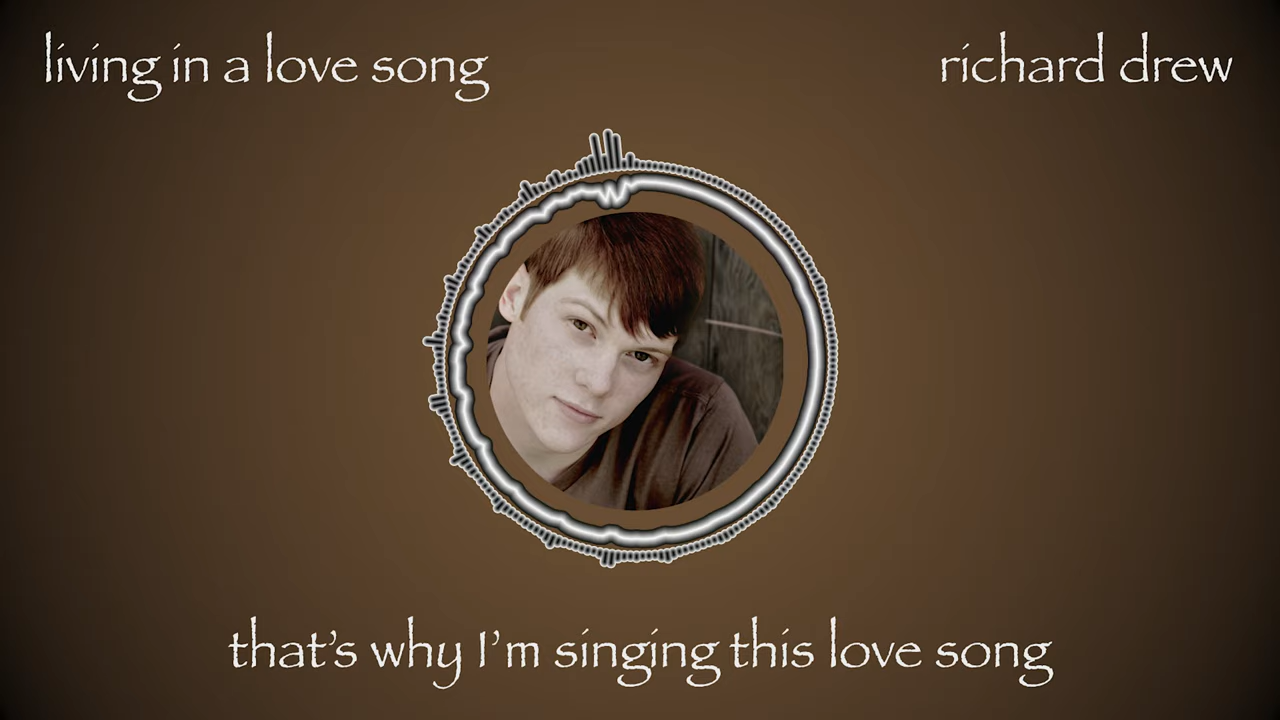 living in a love song
richard drew
that's why I'm singing this love song